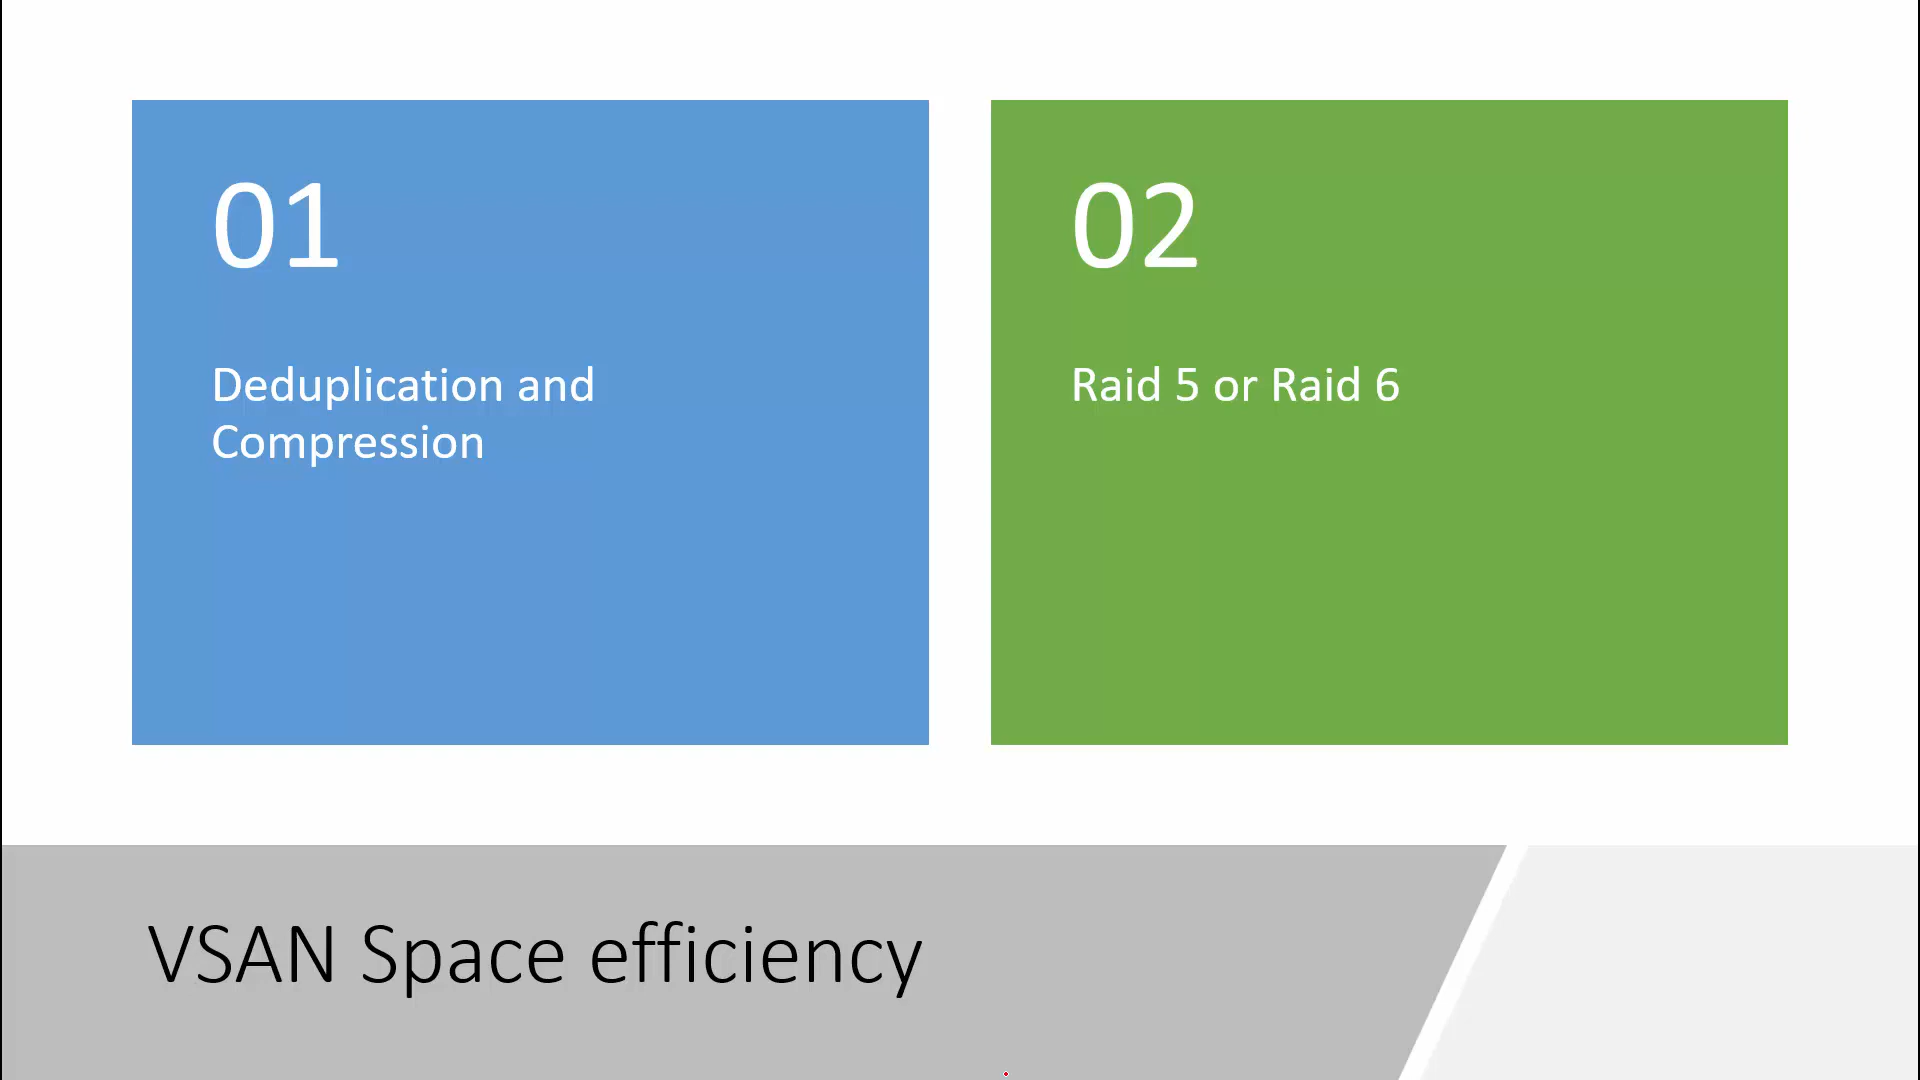 01
Deduplication and
Compression
02
Raid 5 or Raid 6
VSAN Space efficiency